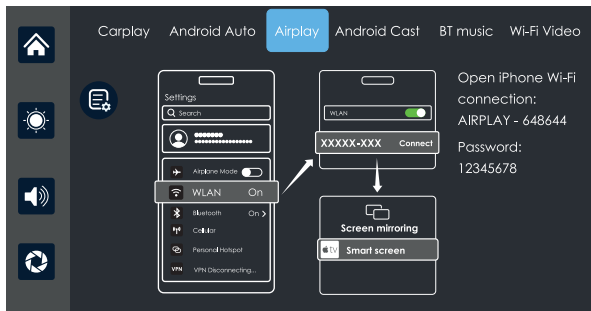 Carplay Android Auto Airplay Android Cast BT music Wi-Fi Video
Settings
Search
Airplane Mode
WLAN On
Bluetooth On >
Cellular
Personal Hotspot
VPN VPN Disconnecting...
WLAN
XXXXX-XXX Connect
Screen mirroring
tv Smart screen
Open iPhone Wi-Fi
connection:
AIRPLAY - 648644
Password:
12345678